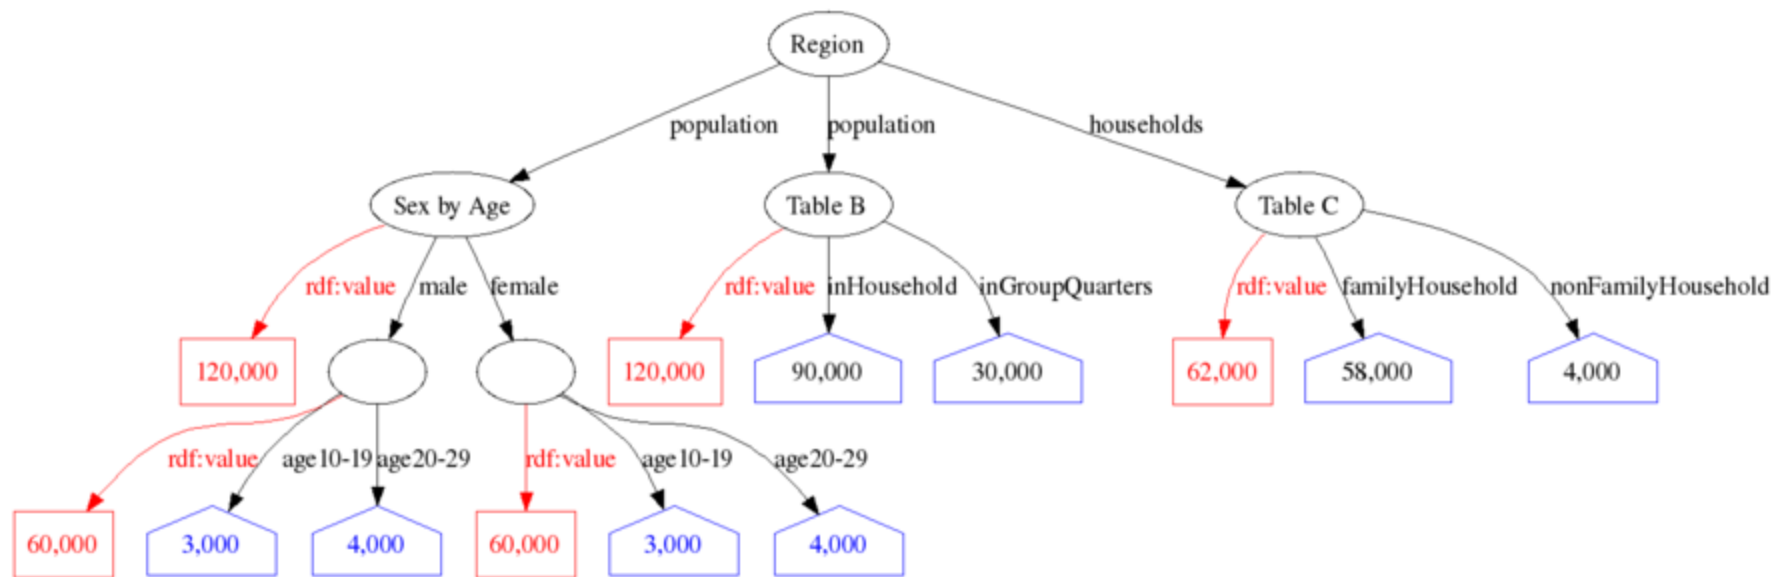 Region
population population households
Sex by Age Table B Table C
rdf:value male female rdf:value inHousehold inGroupQuarters rdf:value familyHousehold nonFamilyHousehold
120,000 120,000 90,000 30,000 62,000 58,000 4,000
rdf:value age10-19 age20-29 rdf:value age10-19 age20-29
60,000 3,000 4,000 60,000 3,000 4,000